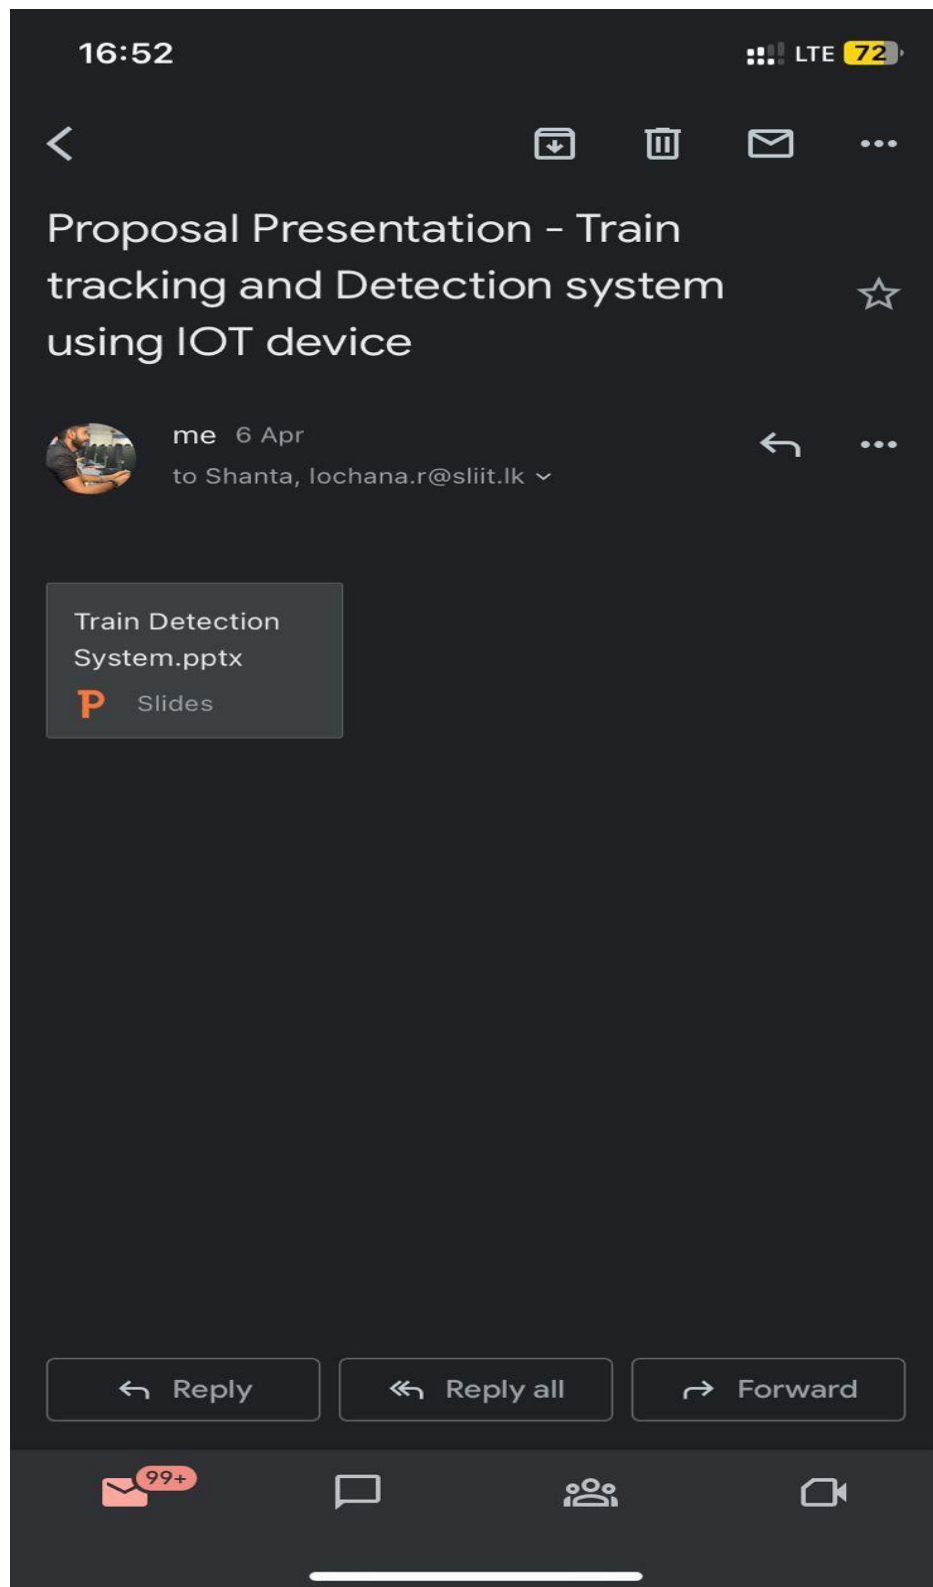 16:52
LTE 72
Proposal Presentation - Train
tracking and Detection system
using IOT device
me 6 Apr
to Shanta, lochana.r@sliit.lk
Train Detection
System.pptx
P Slides
Reply Reply all Forward
99+